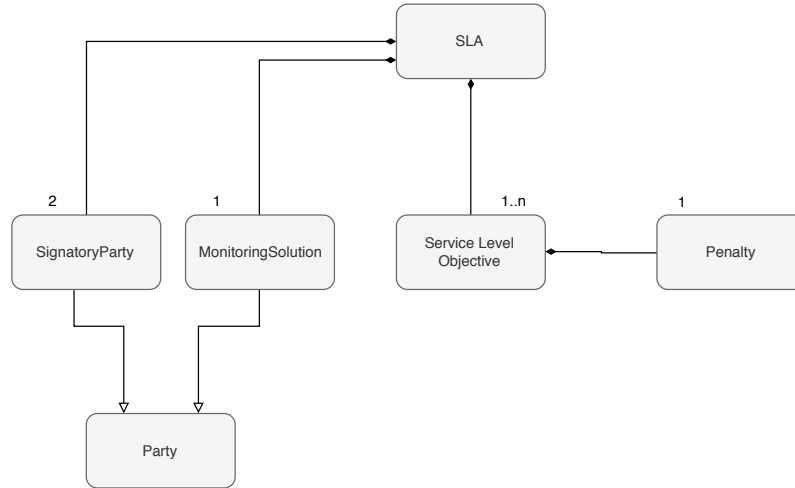 SLA
2
1
1..n
1
SignatoryParty
MonitoringSolution
Service Level
Objective
Penalty
Party